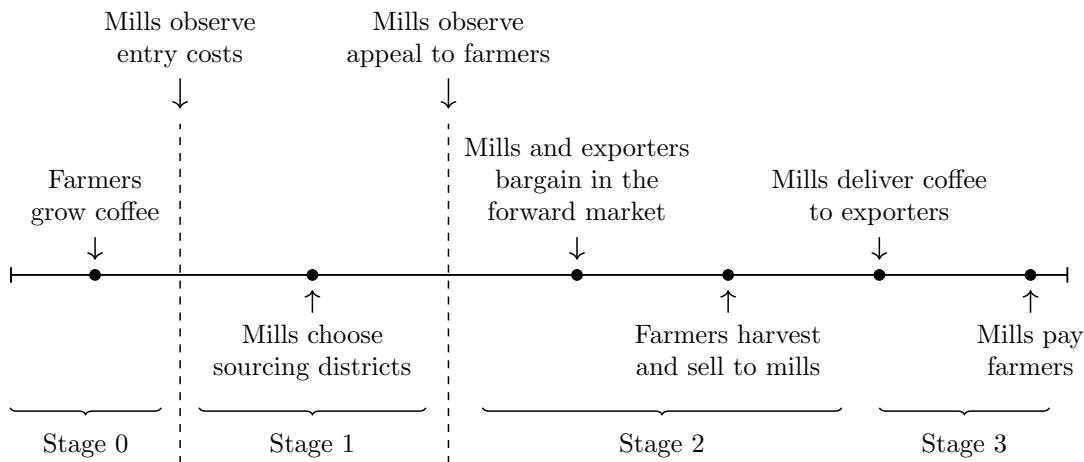 Mills observe
entry costs
Mills observe
appeal to farmers
Farmers
grow coffee
Mills and exporters
bargain in the
forward market
Mills deliver coffee
to exporters
Mills choose
sourcing districts
Farmers harvest
and sell to mills
Mills pay
farmers
Stage 0
Stage 1
Stage 2
Stage 3